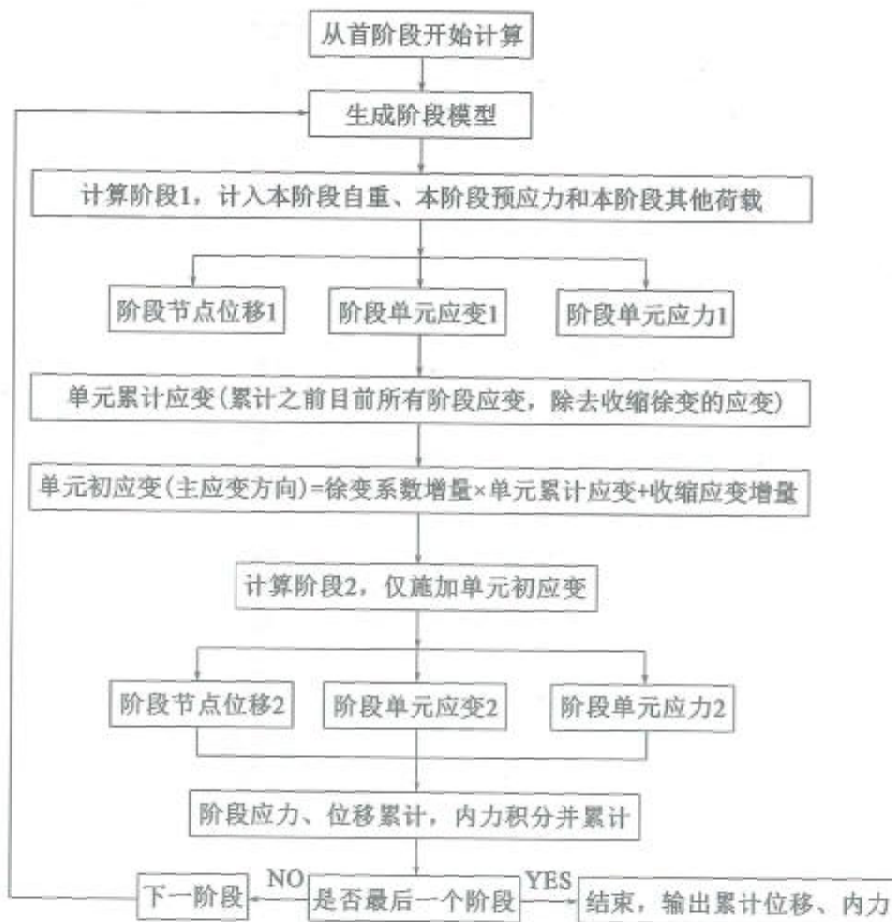 从首阶段开始计算
生成阶段模型
计算阶段1，计入本阶段自重、本阶段预应力和本阶段其他荷载
阶段节点位移1
阶段单元应变1
阶段单元应力1
单元累计应变(累计之前目前所有阶段应变，除去收缩徐变的应变)
单元初应变(主应变方向)=徐变系数增量×单元累计应变+收缩应变增量
计算阶段2，仅施加单元初应变
阶段节点位移2
阶段单元应变2
阶段单元应力2
阶段应力、位移累计，内力积分并累计
下一阶段
NO
是否最后一个阶段
YES
结束，输出累计位移、内力